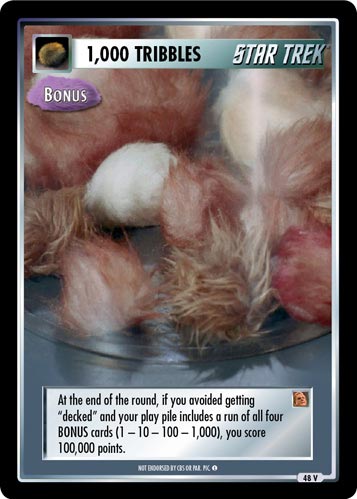 1,000 TRIBBLES
STAR TREK
BONUS
At the end of the round, if you avoided getting
"decked" and your play pile includes a run of all four
BONUS cards (1 – 10 – 100 – 1,000), you score
100,000 points.
NOT ENDORSED BY CBS OR PAR. PIC
48 V